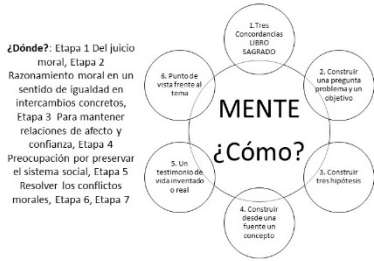 ¿Dónde?: Etapa 1 Del juicio
moral, Etapa 2
Razonamiento moral en un
sentido de igualdad en
intercambios concretos,
Etapa 3 Para mantener
relaciones de afecto y
confianza, Etapa 4
Preocupación por preservar
el sistema social, Etapa 5
Resolver los conflictos
morales, Etapa 6, Etapa 7
MENTE
¿Cómo?
1.Tres
Concordancias
LIBRO
SAGRADO
2. Construir
una pregunta
problema y un
objetivo
3. Construir
tres hipótesis
4. Construir
desde una
fuente un
concepto
5. Un
testimonio de
vida inventado
o real
6. Punto de
vista frente al
tema